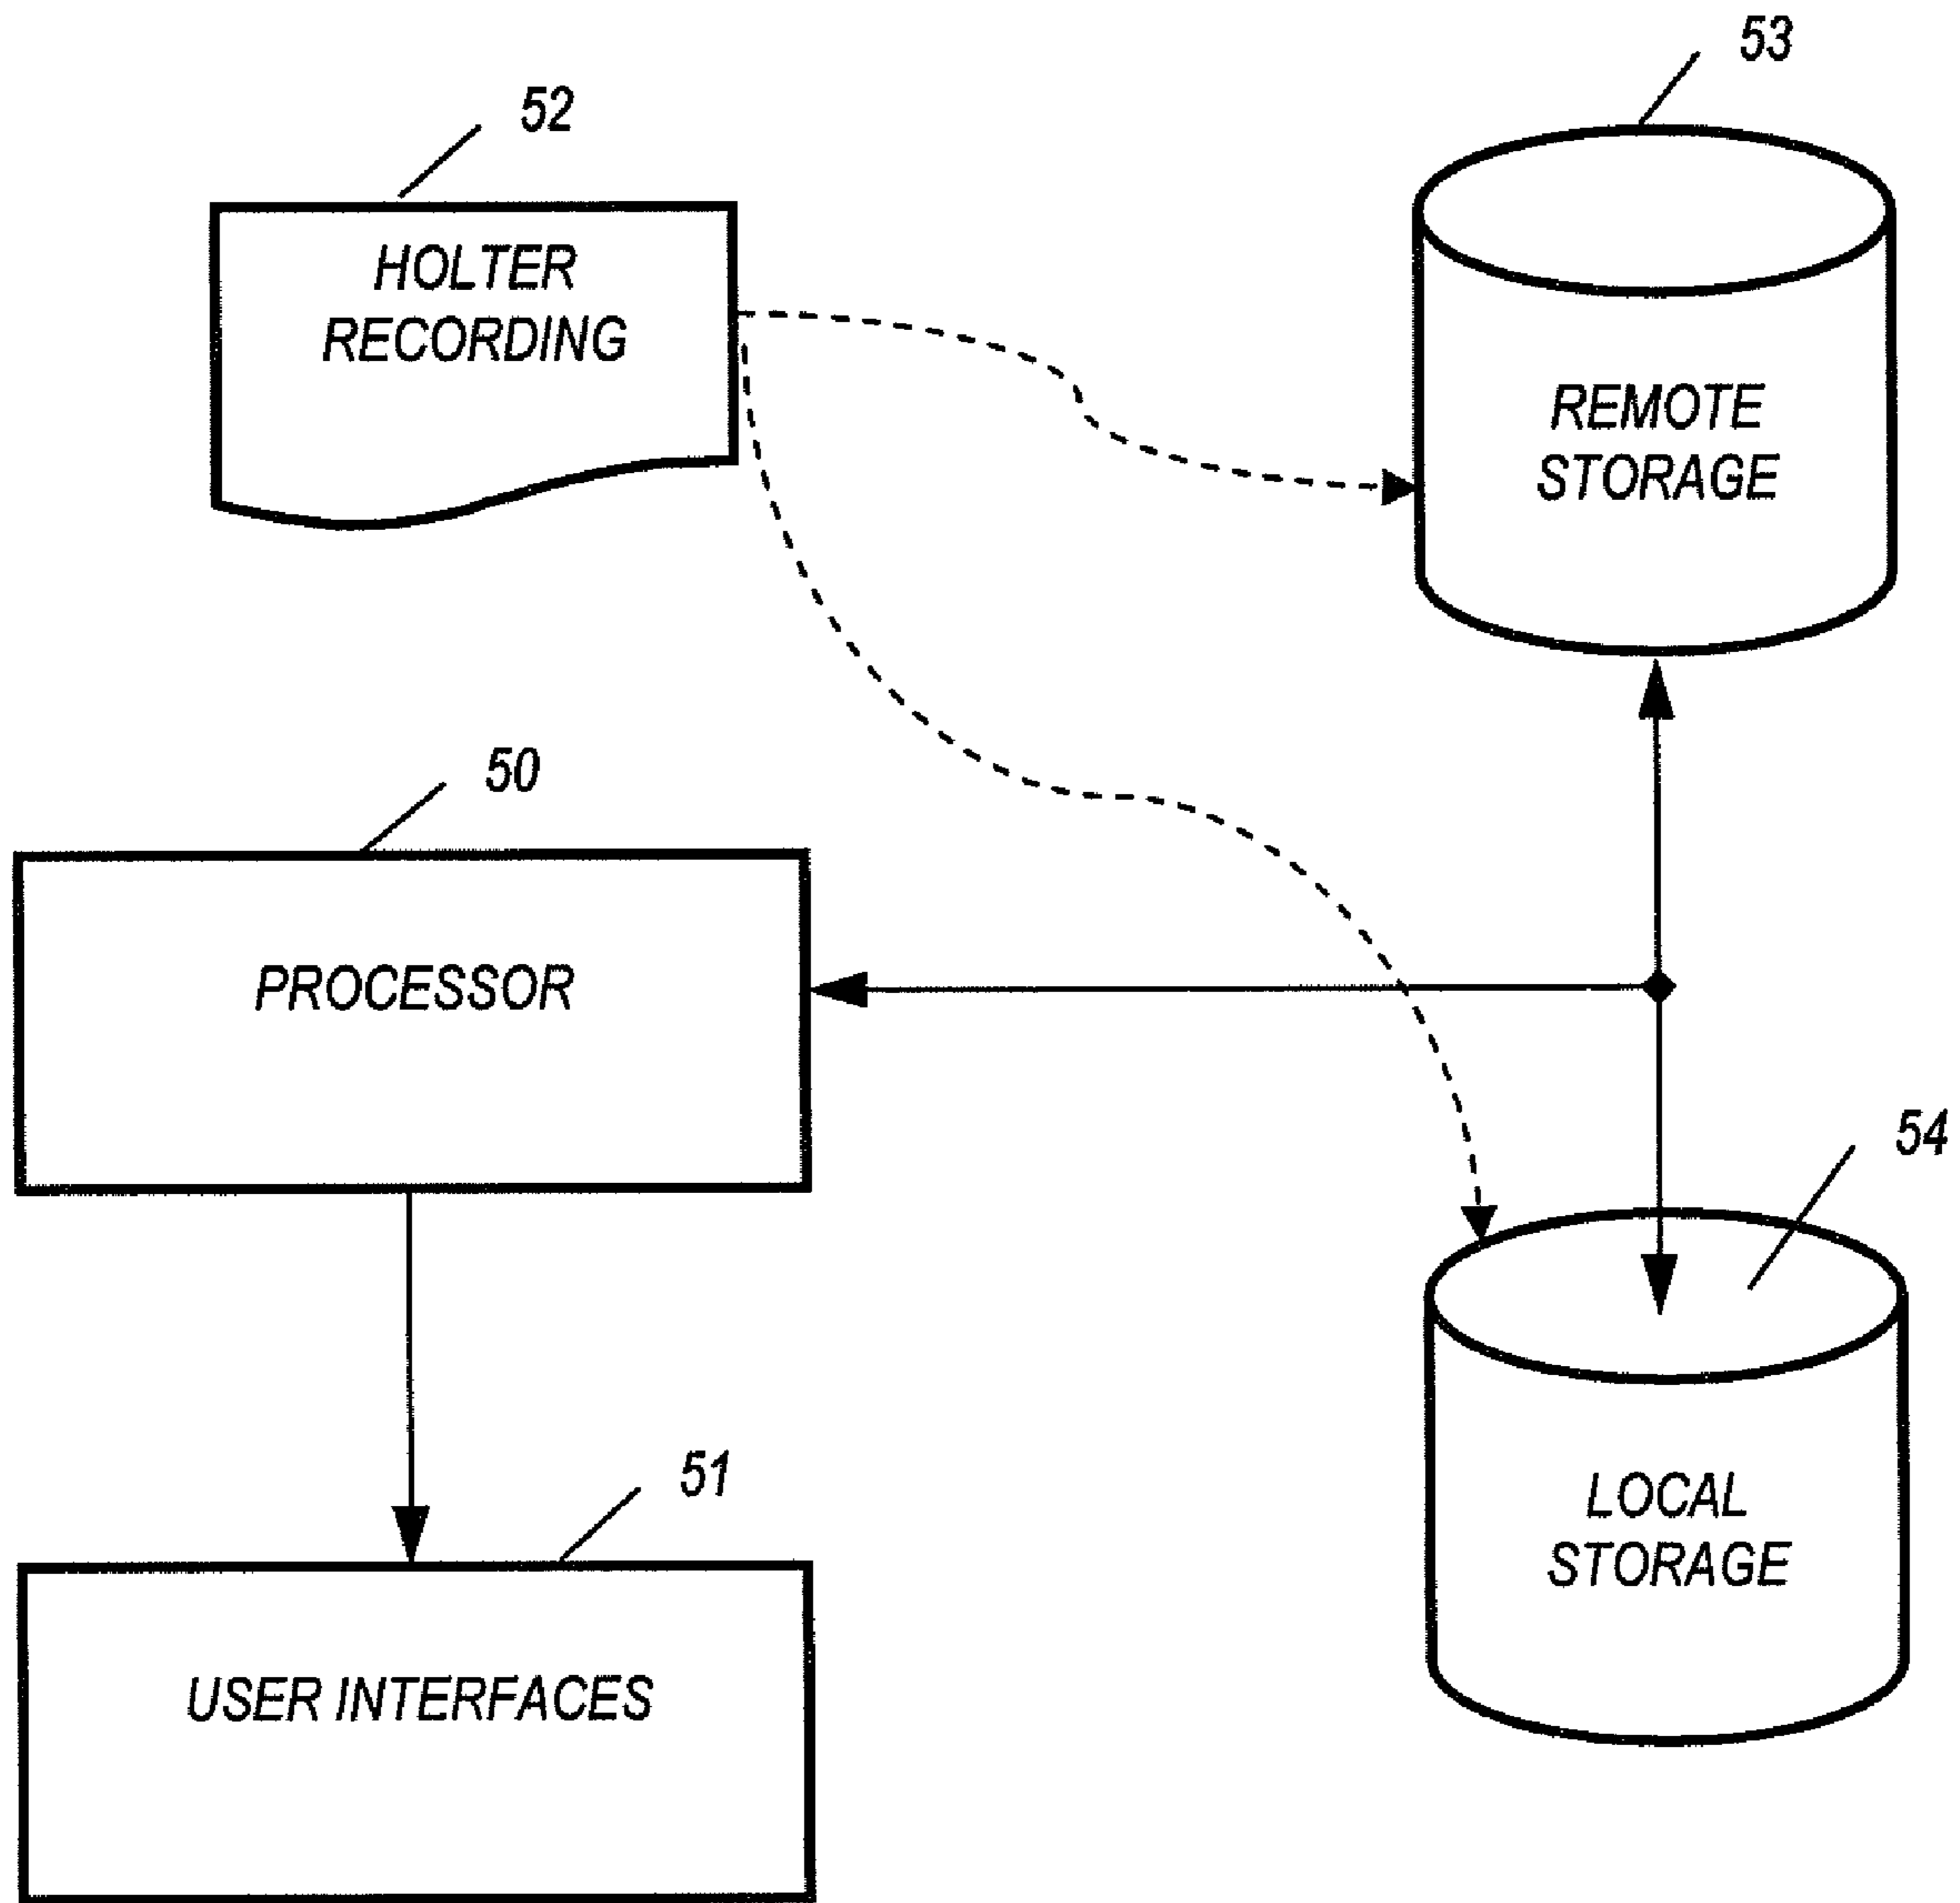 53
52
HOLTER
RECORDING
REMOTE
STORAGE
50
PROCESSOR
54
51
LOCAL
STORAGE
USER INTERFACES